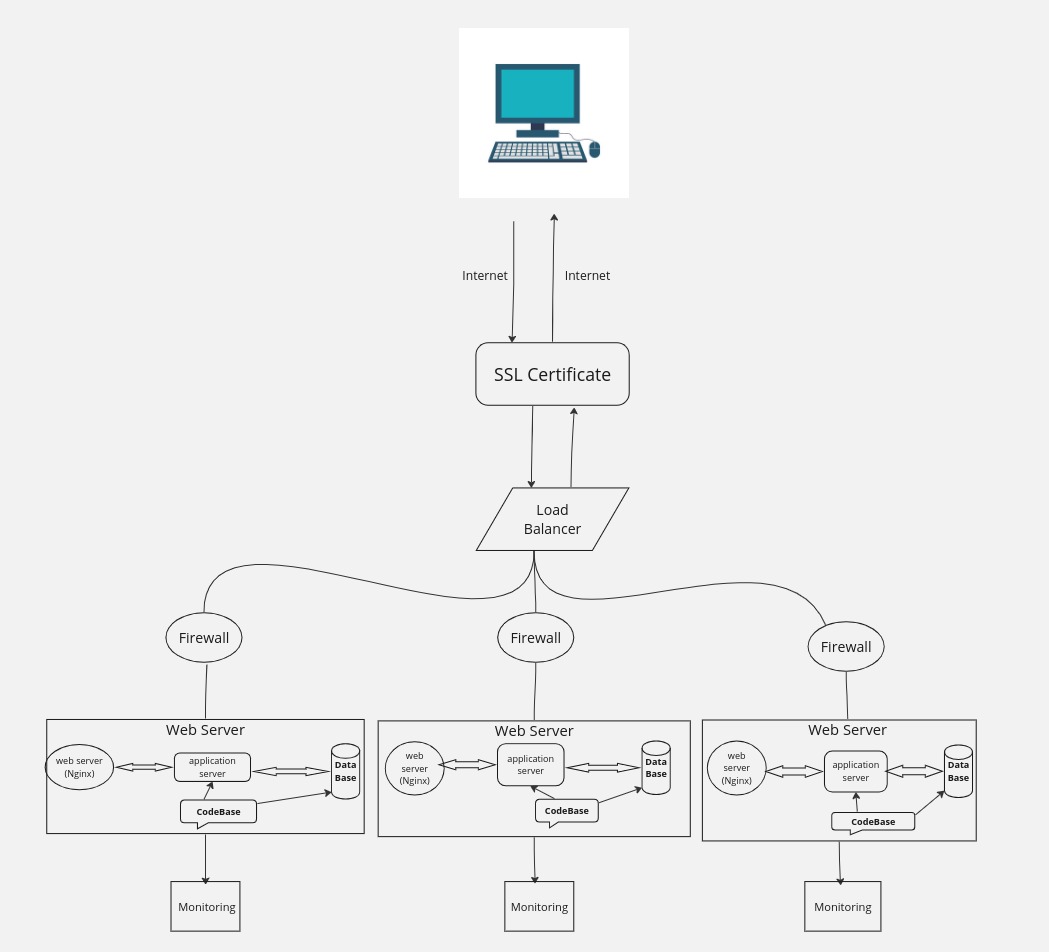 Internet
Internet
SSL Certificate
Load
Balancer
Firewall
Firewall
Firewall
Web Server
web server
(Nginx)
application
server
Data
Base
CodeBase
Web Server
web
server
(Nginx)
application
server
Data
Base
CodeBase
Web Server
web
server
(Nginx)
application
server
Data
Base
CodeBase
Monitoring
Monitoring
Monitoring